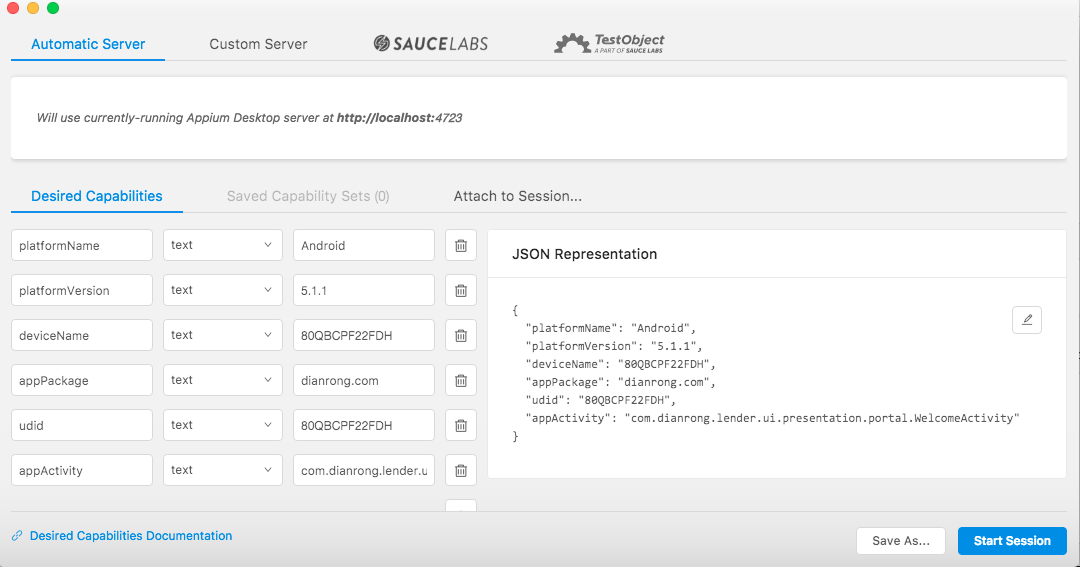 Automatic Server
Custom Server
SAUCELABS
TestObject
A PART OF SAUCE LABS
Will use currently-running Appium Desktop server at http://localhost:4723
Desired Capabilities
Saved Capability Sets (0)
Attach to Session...
platformName text Android
platformVersion text 5.1.1
deviceName text 80QBCPF22FDH
appPackage text dianrong.com
udid text 80QBCPF22FDH
appActivity text com.dianrong.lender.u
JSON Representation
{
"platformName": "Android",
"platformVersion": "5.1.1",
"deviceName": "80QBCPF22FDH",
"appPackage": "dianrong.com",
"udid": "80QBCPF22FDH",
"appActivity": "com.dianrong.lender.ui.presentation.portal.WelcomeActivity"
}
Desired Capabilities Documentation
Save As...
Start Session